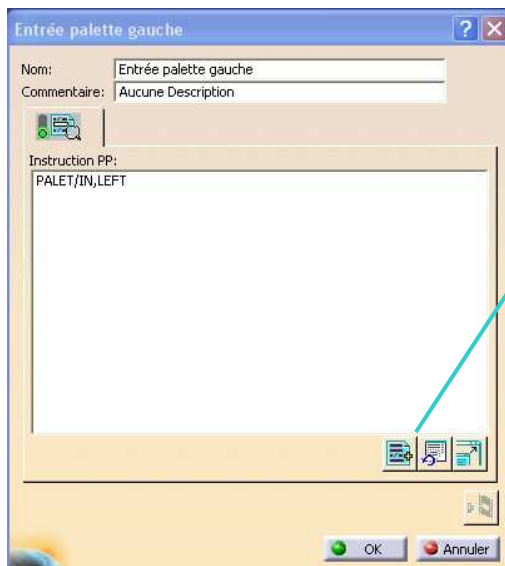 Entrée palette gauche
Nom: Entrée palette gauche
Commentaire: Aucune Description
Instruction PP:
PALET/IN,LEFT
OK Annuler